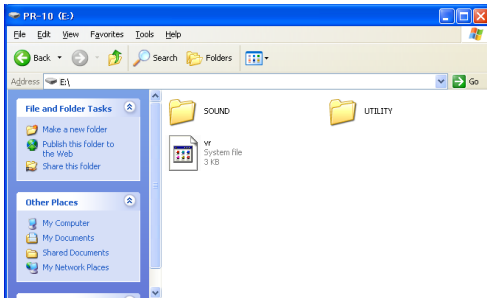 PR-10 (E:)
File Edit View Favorites Tools Help
Back Search Folders
Address E:\ Go
File and Folder Tasks
Make a new folder
Publish this folder to
the Web
Share this folder
Other Places
My Computer
My Documents
Shared Documents
My Network Places
SOUND UTILITY
vr
System file
3 KB